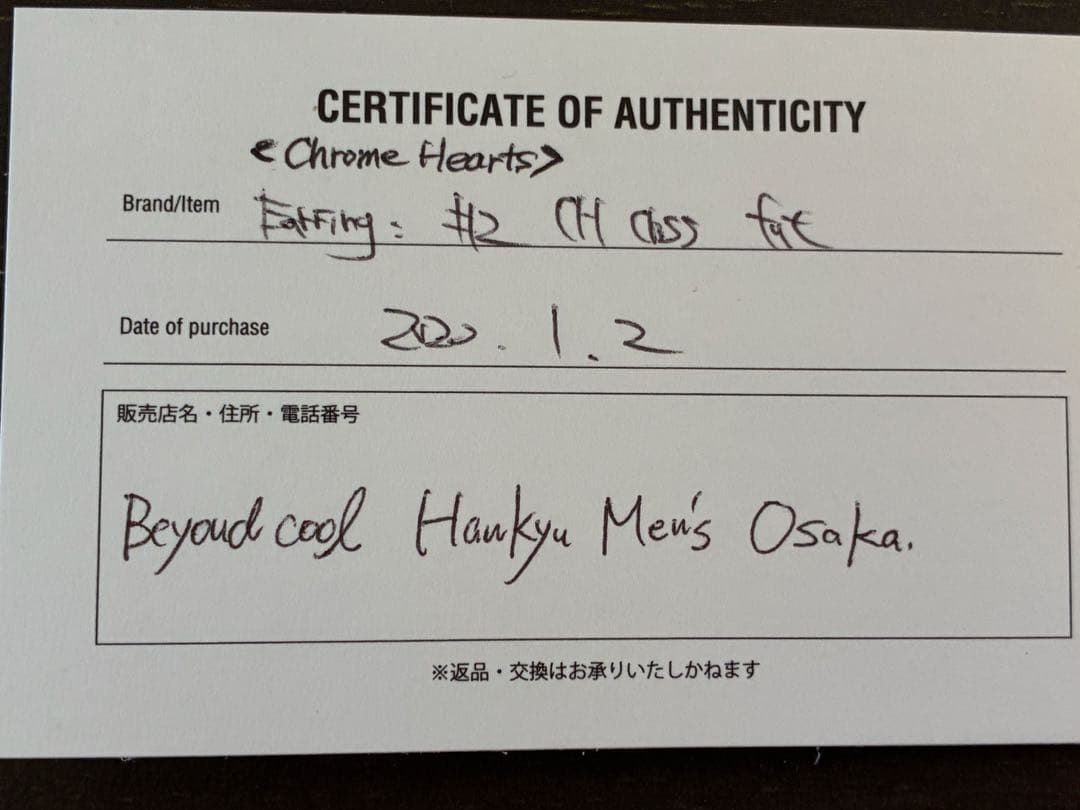 CERTIFICATE OF AUTHENTICITY
<Chrome Hearts>
Brand/Item Earring: #2 CH
Date of purchase 2020.1.2
販売店名・住所・電話番号
Beyond cool Hankyu Men's Osaka.
※返品・交換はお承りいたしかねます